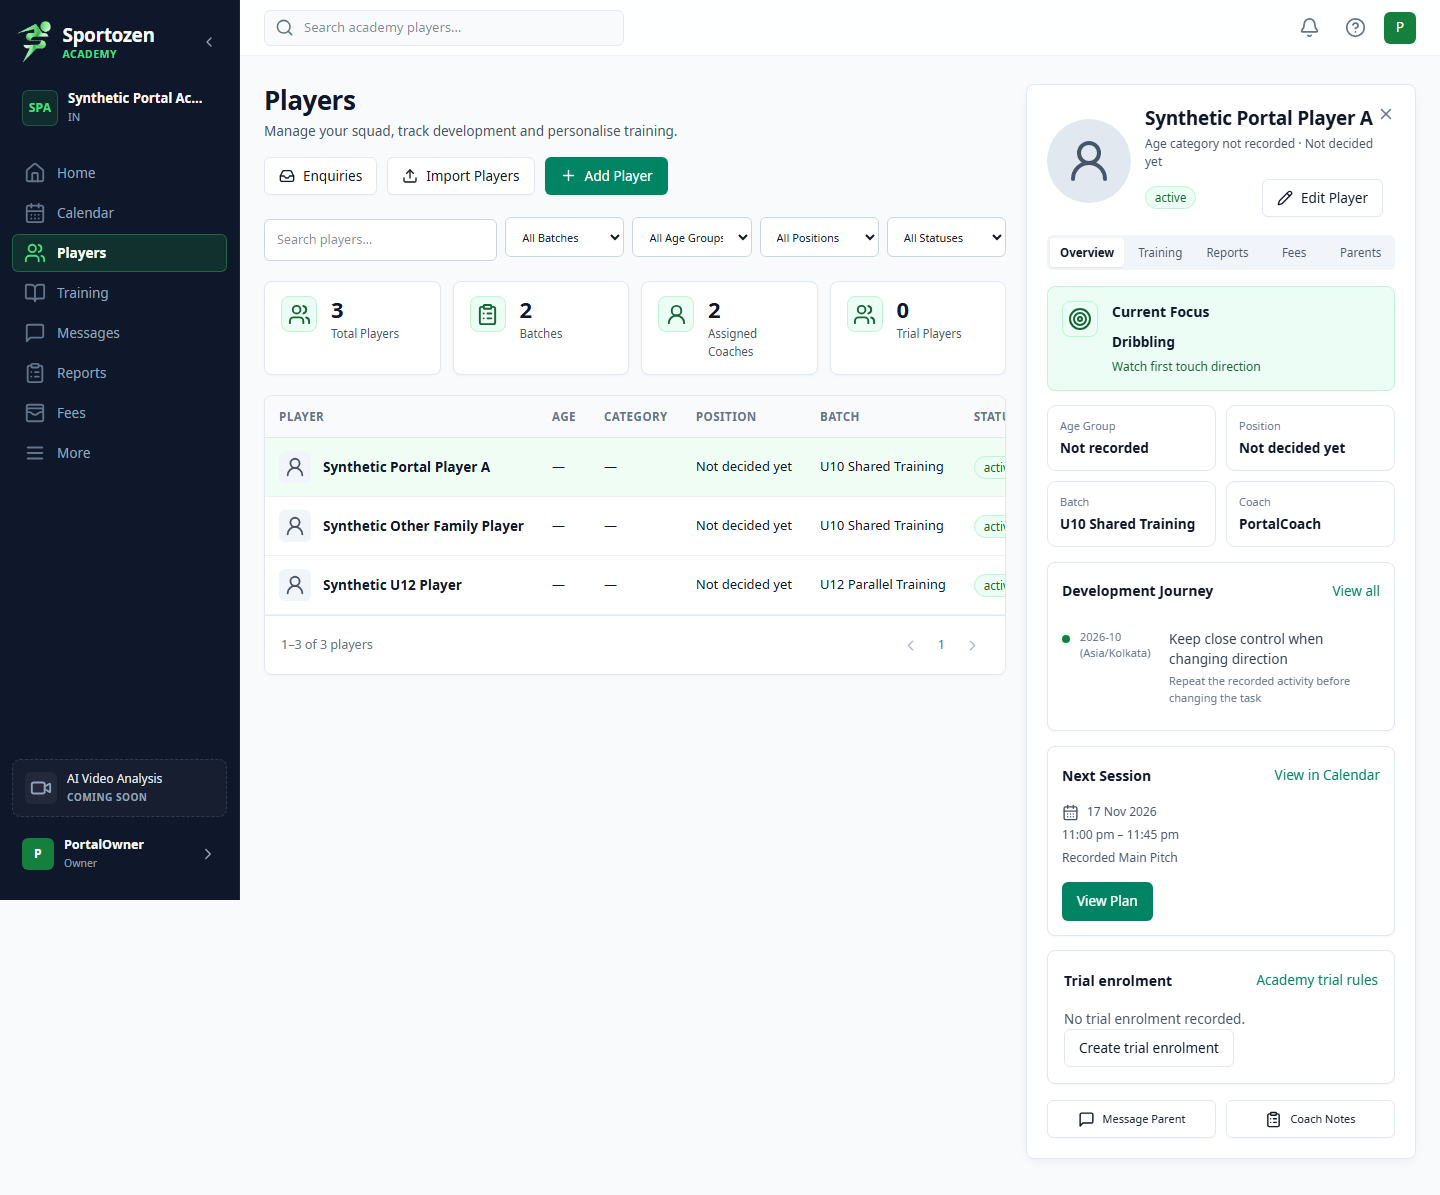 Sportozen
ACADEMY
SPA
Synthetic Portal Ac...
IN
Home
Calendar
Players
Training
Messages
Reports
Fees
More
AI Video Analysis
COMING SOON
P
PortalOwner
Owner
Search academy players...
P
Players
Manage your squad, track development and personalise training.
Enquiries
Import Players
Add Player
Search players...
All Batches
All Age Groups
All Positions
All Statuses
3
Total Players
2
Batches
2
Assigned
Coaches
0
Trial Players
PLAYER AGE CATEGORY POSITION BATCH STATU
Synthetic Portal Player A — — Not decided yet U10 Shared Training activ
Synthetic Other Family Player — — Not decided yet U10 Shared Training activ
Synthetic U12 Player — — Not decided yet U12 Parallel Training activ
1–3 of 3 players
1
Synthetic Portal Player A
Age category not recorded · Not decided
yet
active
Edit Player
Overview Training Reports Fees Parents
Current Focus
Dribbling
Watch first touch direction
Age Group
Not recorded
Position
Not decided yet
Batch
U10 Shared Training
Coach
PortalCoach
Development Journey
View all
2026-10
(Asia/Kolkata)
Keep close control when
changing direction
Repeat the recorded activity before
changing the task
Next Session
View in Calendar
17 Nov 2026
11:00 pm – 11:45 pm
Recorded Main Pitch
View Plan
Trial enrolment
Academy trial rules
No trial enrolment recorded.
Create trial enrolment
Message Parent
Coach Notes